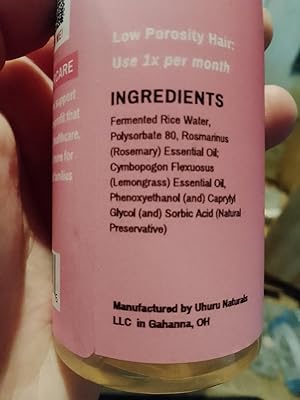 Low Porosity Hair:
Use 1x per month
CARE
support
INGREDIENTS
Fermented Rice Water,
Polysorbate 80, Rosmarinus
(Rosemary) Essential Oil;
Cymbopogon Flexuosus
(Lemongrass) Essential Oil,
Phenoxyethanol (and) Caprylyl
Glycol (and) Sorbic Acid (Natural
Preservative)
Manufactured by Uhuru Naturals
LLC in Gahanna, OH